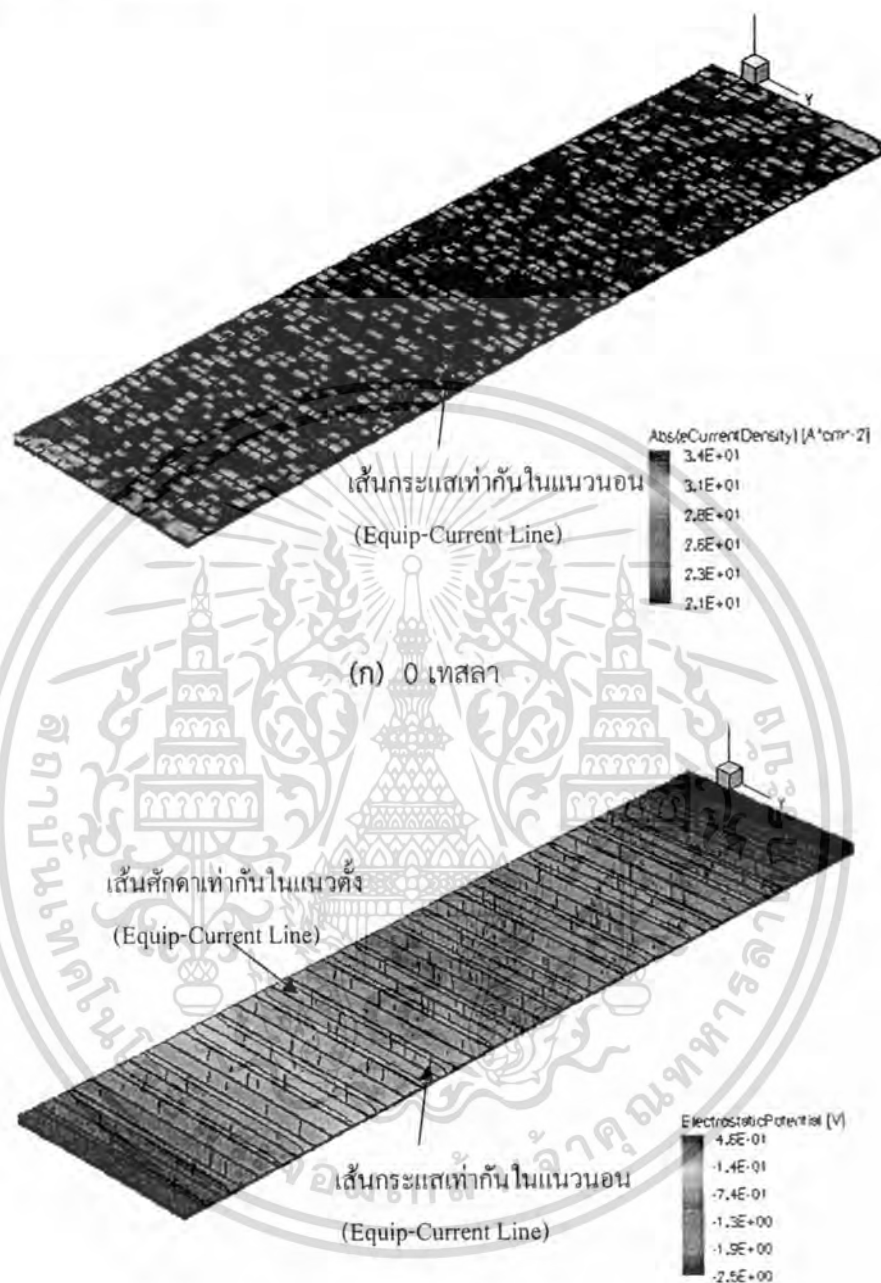 Y
เส้นกระแสเท่ากันในแนวนอน
(Equip-Current Line)
Abs(eCurrentDensity) [A*cm^-2]
3.4E+01
3.1E+01
2.8E+01
2.6E+01
2.3E+01
2.1E+01
(ก) 0 เทสลา
Y
เส้นศักดาเท่ากันในแนวตั้ง
(Equip-Current Line)
เส้นกระแสเท่ากันในแนวนอน
(Equip-Current Line)
ElectrostaticPotential [V]
4.6E-01
-1.4E-01
-7.4E-01
-1.3E+00
-1.9E+00
-2.5E+00